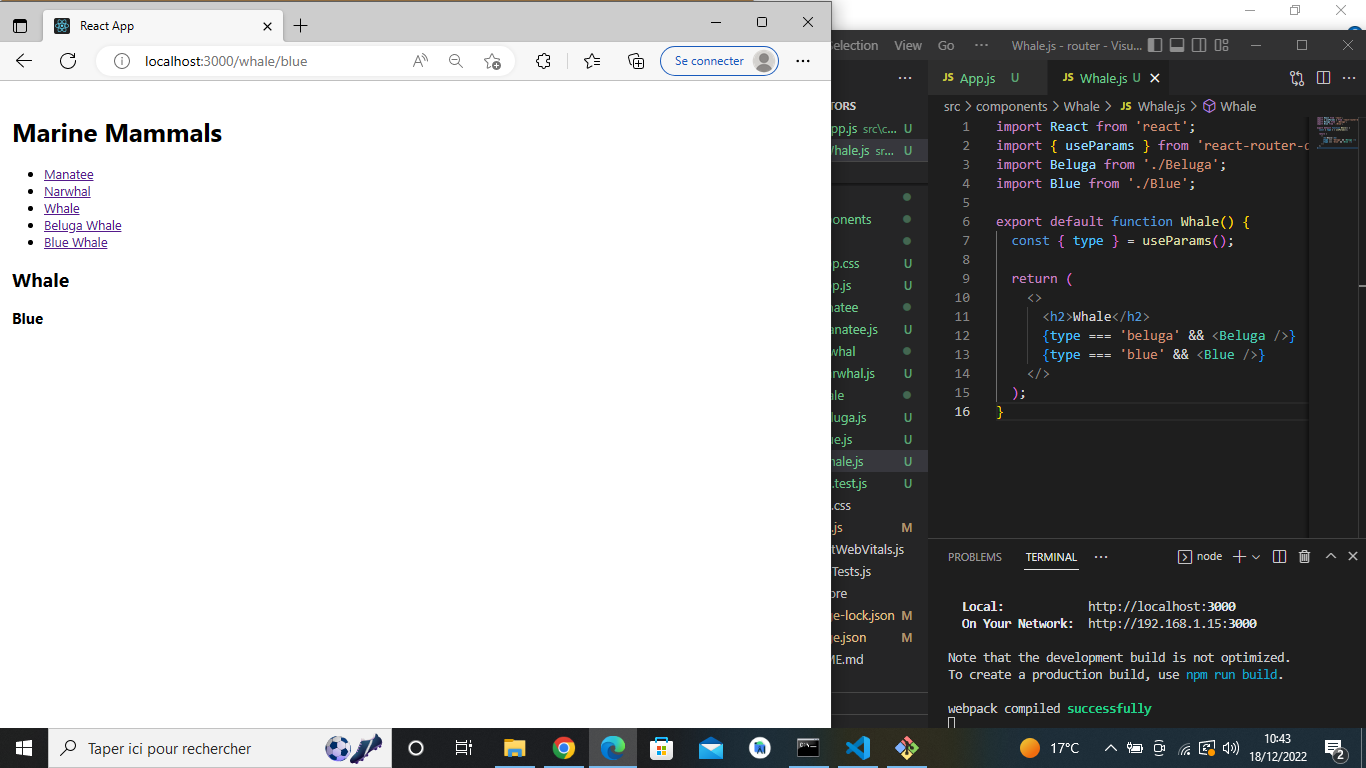 React App
localhost:3000/whale/blue
Se connecter
Marine Mammals
Manatee
Narwhal
Whale
Beluga Whale
Blue Whale
Whale
Blue
Selection View Go ··· Whale.js - router - Visu...
JS App.js U
JS Whale.js U
src > components > Whale > JS Whale.js > Whale
TORS
pp.js src\c... U
Whale.js sr... U
onents
p.css U
p.js U
natee
anatee.js U
whal
rwhal.js U
ale
luga.js U
ue.js U
hale.js U
.test.js U
.css
.js M
tWebVitals.js
Tests.js
ore
e-lock.json M
e.json M
ME.md
1 import React from 'react';
2 import { useParams } from 'react-router-d
3 import Beluga from './Beluga';
4 import Blue from './Blue';
5
6 export default function Whale() {
7 const { type } = useParams();
8
9 return (
10 <>
11 <h2>Whale</h2>
12 {type === 'beluga' && <Beluga />}
13 {type === 'blue' && <Blue />}
14 </>
15 );
16 }
PROBLEMS TERMINAL ··· node
Local: http://localhost:3000
On Your Network: http://192.168.1.15:3000
Note that the development build is not optimized.
To create a production build, use npm run build.
webpack compiled successfully
Taper ici pour rechercher
17°C
10:43
18/12/2022
2